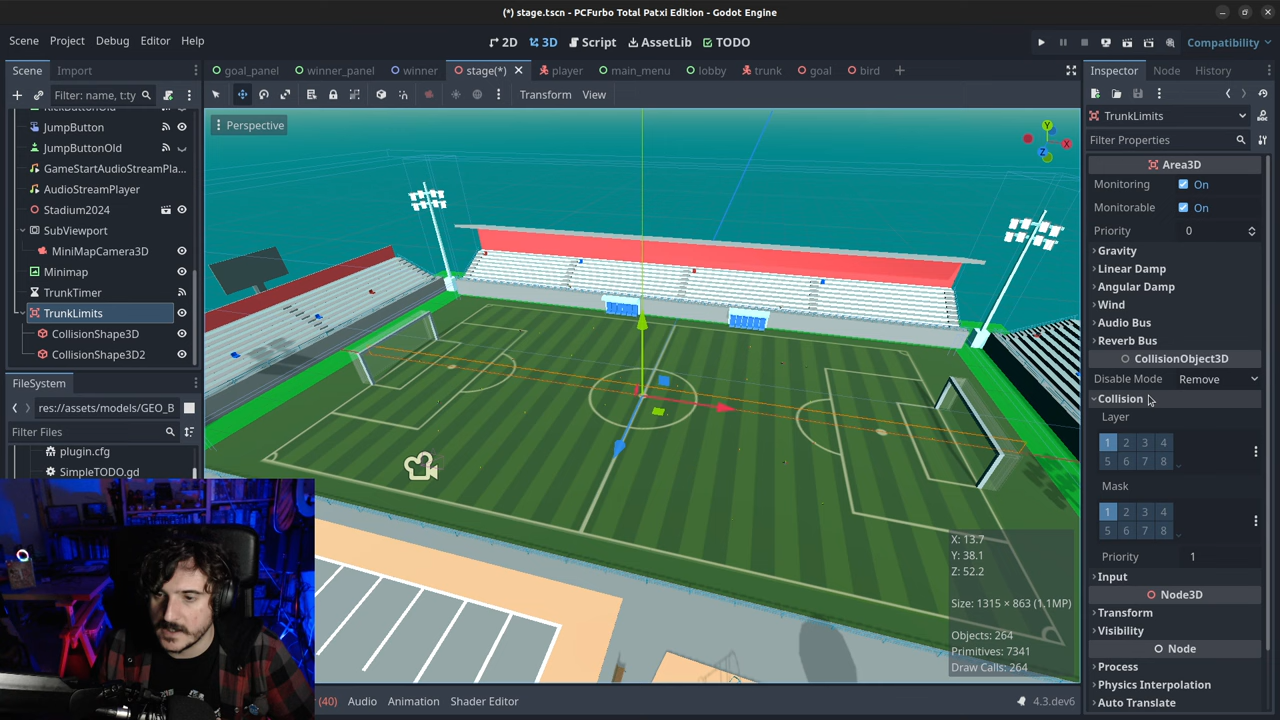 (*) stage.tscn - PCFurbo Total Patxi Edition - Godot Engine
Scene Project Debug Editor Help
2D 3D Script AssetLib TODO
Compatibility
Scene Import
goal_panel winner_panel winner stage(*) player main_menu lobby trunk goal bird
Inspector Node History
Filter: name, t:ty
Transform View
TrunkLimits
Perspective
Y
X
Z
Filter Properties
JumpButton
JumpButtonOld
GameStartAudioStreamPla...
AudioStreamPlayer
Stadium2024
SubViewport
MiniMapCamera3D
Minimap
TrunkTimer
TrunkLimits
CollisionShape3D
CollisionShape3D2
FileSystem
res://assets/models/GEO_B
Filter Files
plugin.cfg
SimpleTODO.gd
X: 13.7
Y: 38.1
Z: 52.2
Size: 1315 × 863 (1.1MP)
Objects: 264
Primitives: 7341
Draw Calls: 264
(40) Audio Animation Shader Editor
4.3.dev6
Area3D
Monitoring On
Monitorable On
Priority 0
Gravity
Linear Damp
Angular Damp
Wind
Audio Bus
Reverb Bus
CollisionObject3D
Disable Mode Remove
Collision
Layer
1 2 3 4
5 6 7 8
Mask
1 2 3 4
5 6 7 8
Priority 1
Input
Node3D
Transform
Visibility
Node
Process
Physics Interpolation
Auto Translate